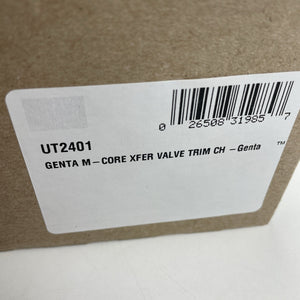 0 26508 31985 7
UT2401
GENTA M-CORE XFER VALVE TRIM CH -Genta ™